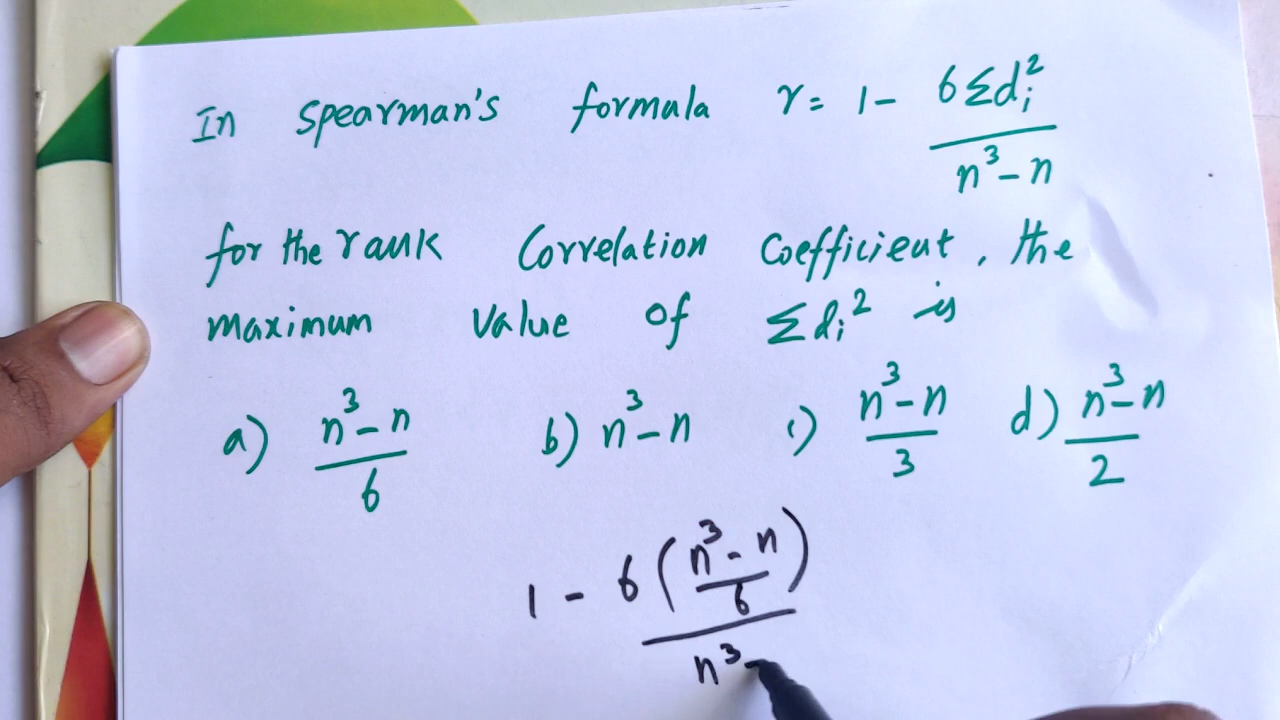 In Spearman's formula r = 1 - 6Σdᵢ² / n³-n
for the rank Correlation Coefficient, the
maximum value of Σdᵢ² is
a) n³-n / 6 b) n³-n c) n³-n / 3 d) n³-n / 2
1 - 6(n³-n / 6) / n³-